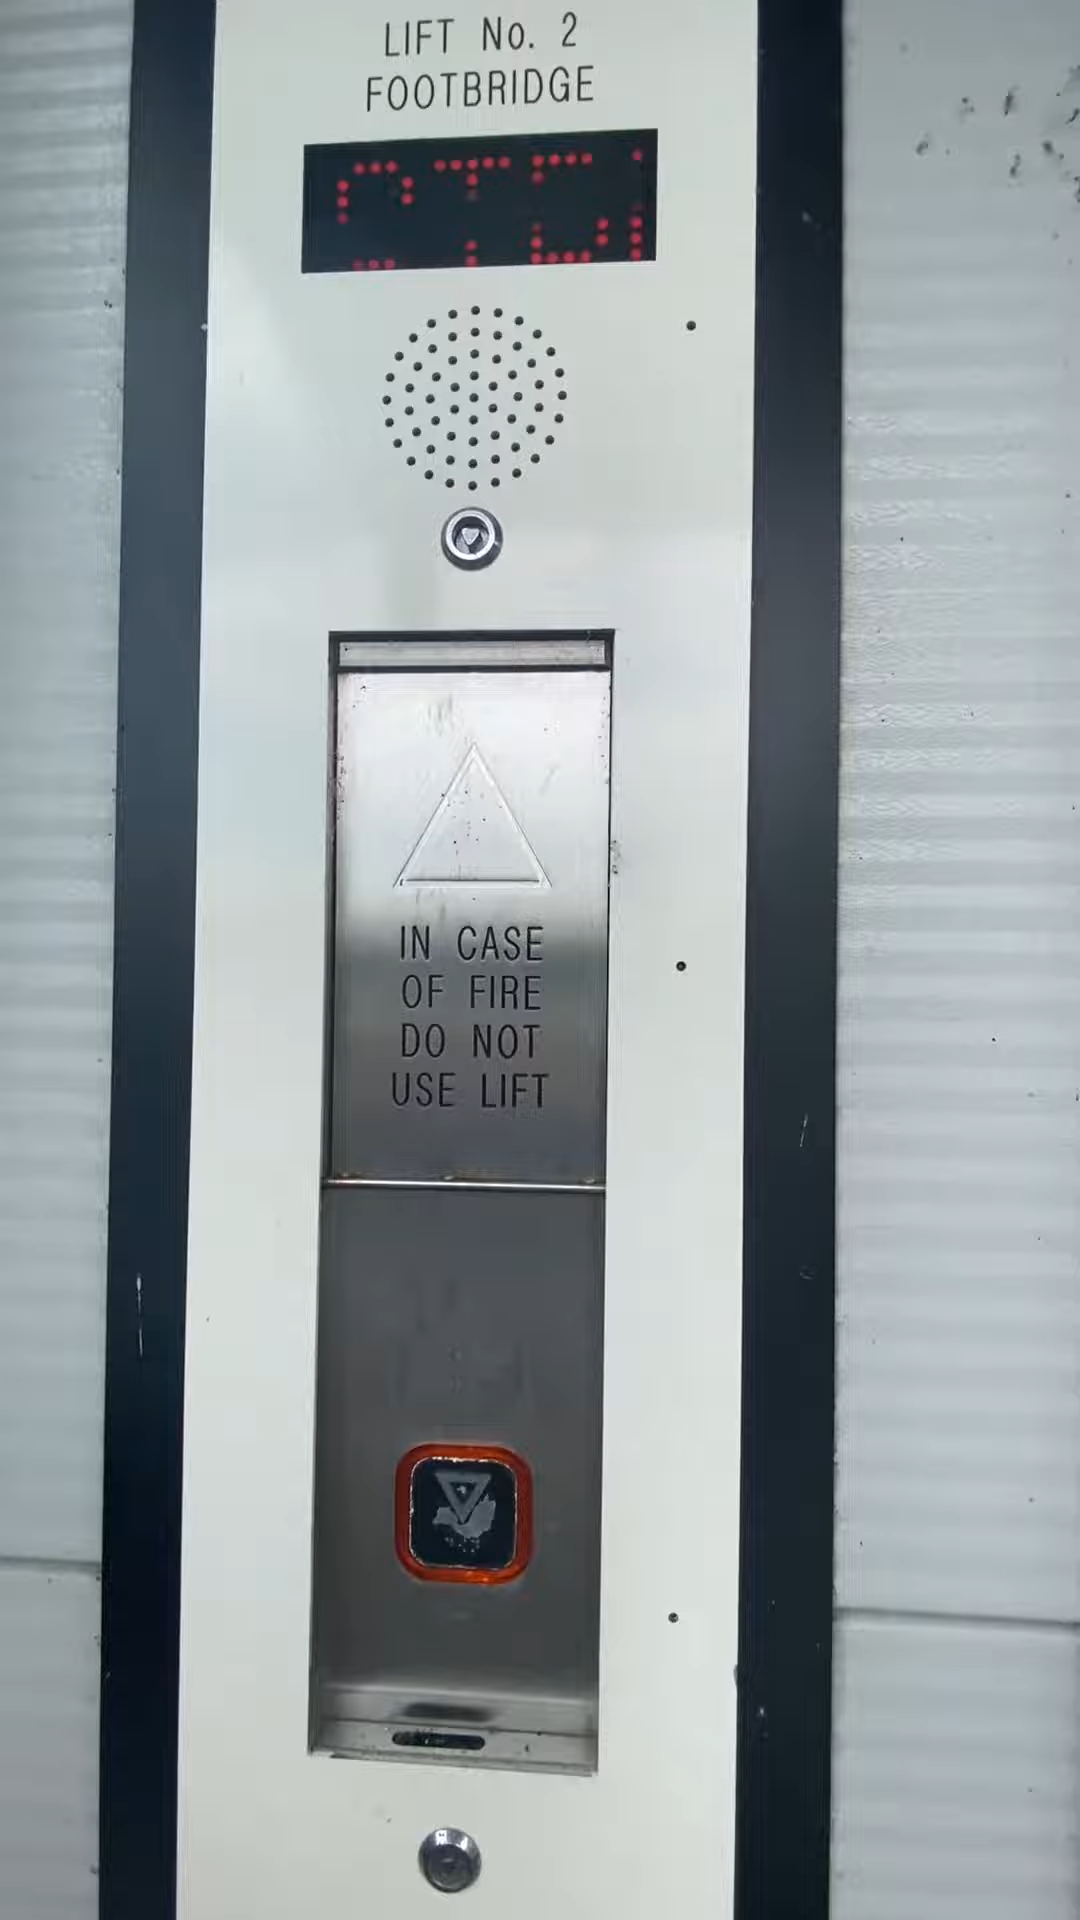 LIFT No. 2
FOOTBRIDGE
IN CASE
OF FIRE
DO NOT
USE LIFT